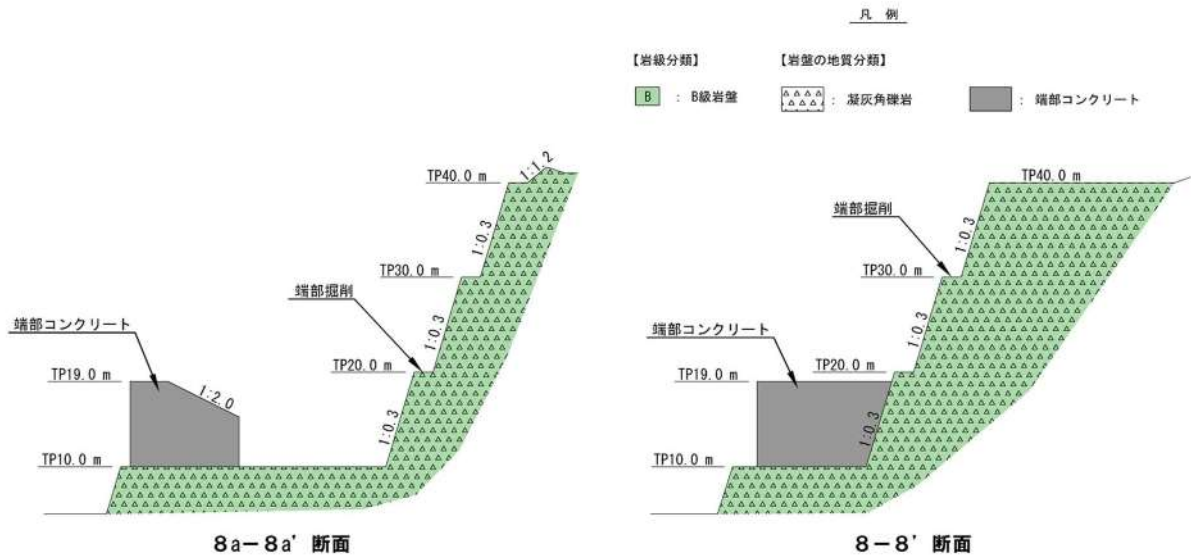 凡 例
【岩級分類】 【岩盤の地質分類】
B : B級岩盤 : 凝灰角礫岩 : 端部コンクリート
1:1.2
TP40.0 m
1:0.3
TP30.0 m
端部掘削
1:0.3
端部コンクリート
TP20.0 m
TP19.0 m
1:2.0
1:0.3
TP10.0 m
8a-8a' 断面
TP40.0 m
端部掘削
1:0.3
TP30.0 m
端部コンクリート
1:0.3
TP20.0 m
TP19.0 m
1:0.3
TP10.0 m
8-8' 断面